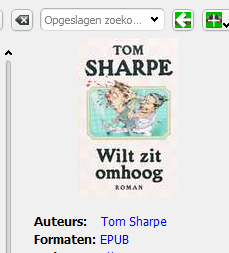 Opgeslagen zoeko...
TOM
SHARPE
Wilt zit
omhoog
ROMAN
Auteurs: Tom Sharpe
Formaten: EPUB